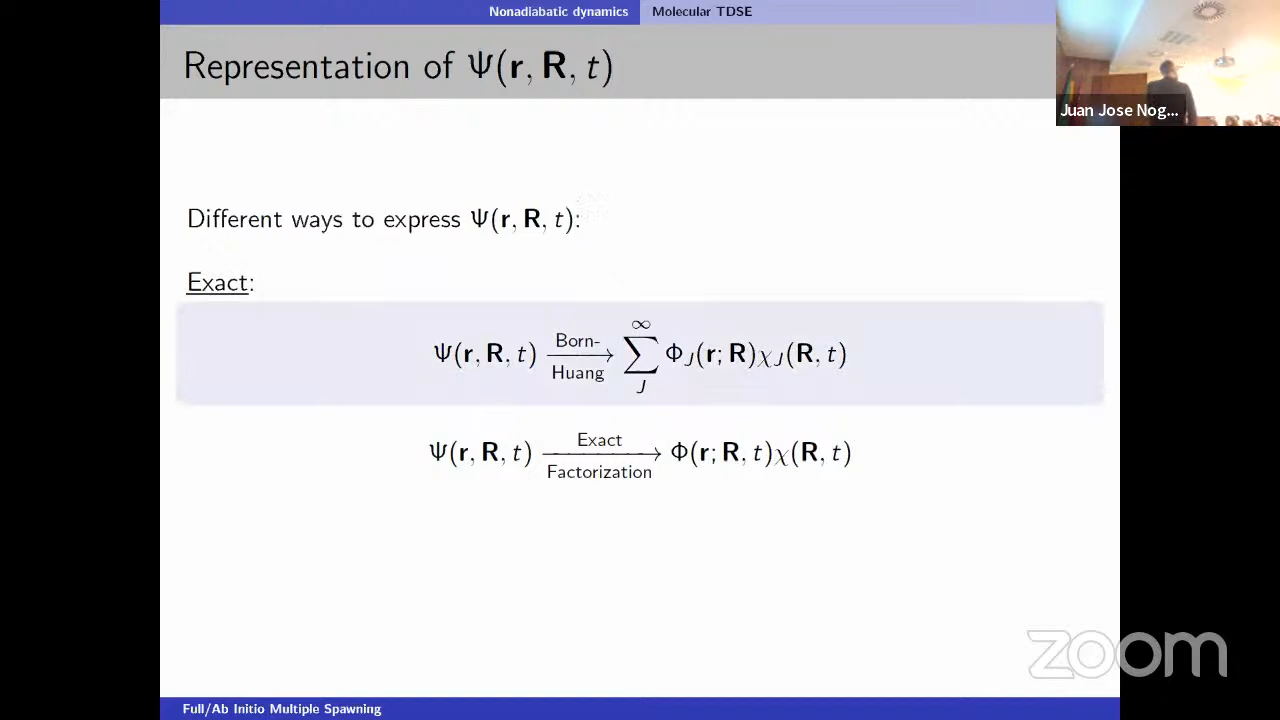 Nonadiabatic dynamics Molecular TDSE
Representation of Ψ(r, R, t)
Juan Jose Nog...
Different ways to express Ψ(r, R, t):
Exact:
Ψ(r, R, t) Born-Huang → ∑_J^∞ Φ_J(r; R)χ_J(R, t)
Ψ(r, R, t) Exact Factorization → Φ(r; R, t)χ(R, t)
zoom
Full/Ab Initio Multiple Spawning